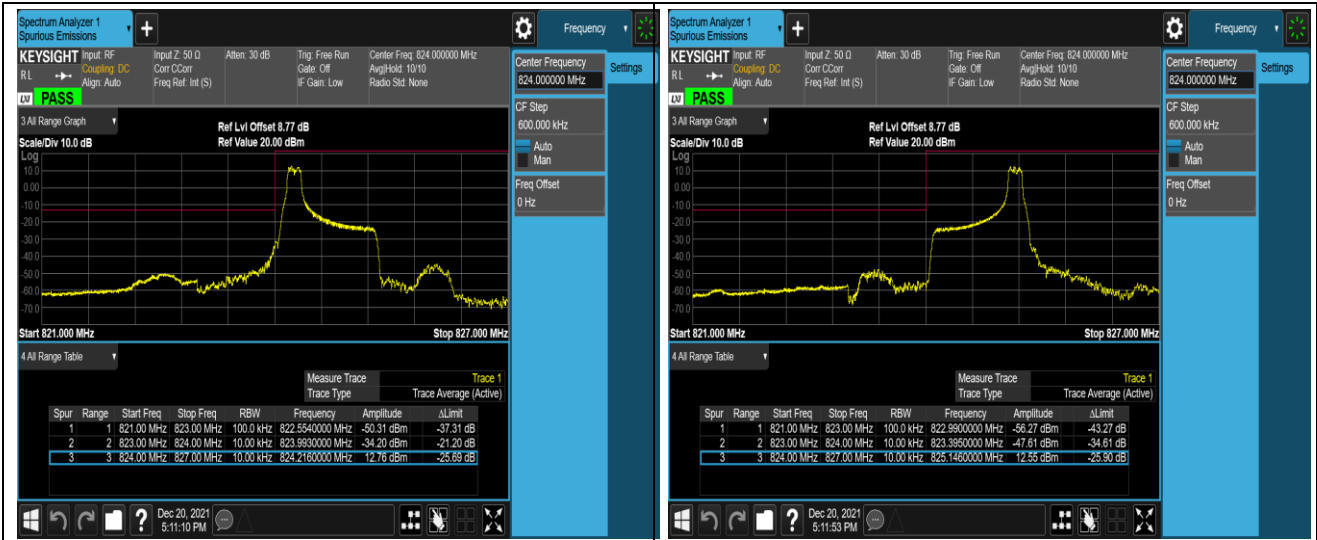 Spectrum Analyzer 1
Spurious Emissions
+
Frequency
KEYSIGHT
Input: RF
Coupling: DC
Align: Auto
Input Z: 50 Ω
Corr CCorr
Freq Ref: Int (S)
Atten: 30 dB
Trig: Free Run
Gate: Off
IF Gain: Low
Center Freq: 824.000000 MHz
Avg|Hold: 10/10
Radio Std: None
R L
LXI PASS
Center Frequency
824.000000 MHz
Settings
CF Step
600.000 kHz
Auto
Man
Freq Offset
0 Hz
3 All Range Graph
Ref Lvl Offset 8.77 dB
Scale/Div 10.0 dB
Ref Value 20.00 dBm
Log
10.0
0.00
-10.0
-20.0
-30.0
-40.0
-50.0
-60.0
-70.0
Start 821.000 MHz
Stop 827.000 MHz
4 All Range Table
Measure Trace Trace 1
Trace Type Trace Average (Active)
Spur Range Start Freq Stop Freq RBW Frequency Amplitude ΔLimit
1 1 821.00 MHz 823.00 MHz 100.0 kHz 822.5540000 MHz -50.31 dBm -37.31 dB
2 2 823.00 MHz 824.00 MHz 10.00 kHz 823.9930000 MHz -34.20 dBm -21.20 dB
3 3 824.00 MHz 827.00 MHz 10.00 kHz 824.2160000 MHz 12.76 dBm -25.69 dB
?
Dec 20, 2021
5:11:10 PM
Spectrum Analyzer 1
Spurious Emissions
+
Frequency
KEYSIGHT
Input: RF
Coupling: DC
Align: Auto
Input Z: 50 Ω
Corr CCorr
Freq Ref: Int (S)
Atten: 30 dB
Trig: Free Run
Gate: Off
IF Gain: Low
Center Freq: 824.000000 MHz
Avg|Hold: 10/10
Radio Std: None
R L
LXI PASS
Center Frequency
824.000000 MHz
Settings
CF Step
600.000 kHz
Auto
Man
Freq Offset
0 Hz
3 All Range Graph
Ref Lvl Offset 8.77 dB
Scale/Div 10.0 dB
Ref Value 20.00 dBm
Log
10.0
0.00
-10.0
-20.0
-30.0
-40.0
-50.0
-60.0
-70.0
Start 821.000 MHz
Stop 827.000 MHz
4 All Range Table
Measure Trace Trace 1
Trace Type Trace Average (Active)
Spur Range Start Freq Stop Freq RBW Frequency Amplitude ΔLimit
1 1 821.00 MHz 823.00 MHz 100.0 kHz 822.9900000 MHz -56.27 dBm -43.27 dB
2 2 823.00 MHz 824.00 MHz 10.00 kHz 823.3950000 MHz -47.61 dBm -34.61 dB
3 3 824.00 MHz 827.00 MHz 10.00 kHz 825.1460000 MHz 12.55 dBm -25.90 dB
?
Dec 20, 2021
5:11:53 PM